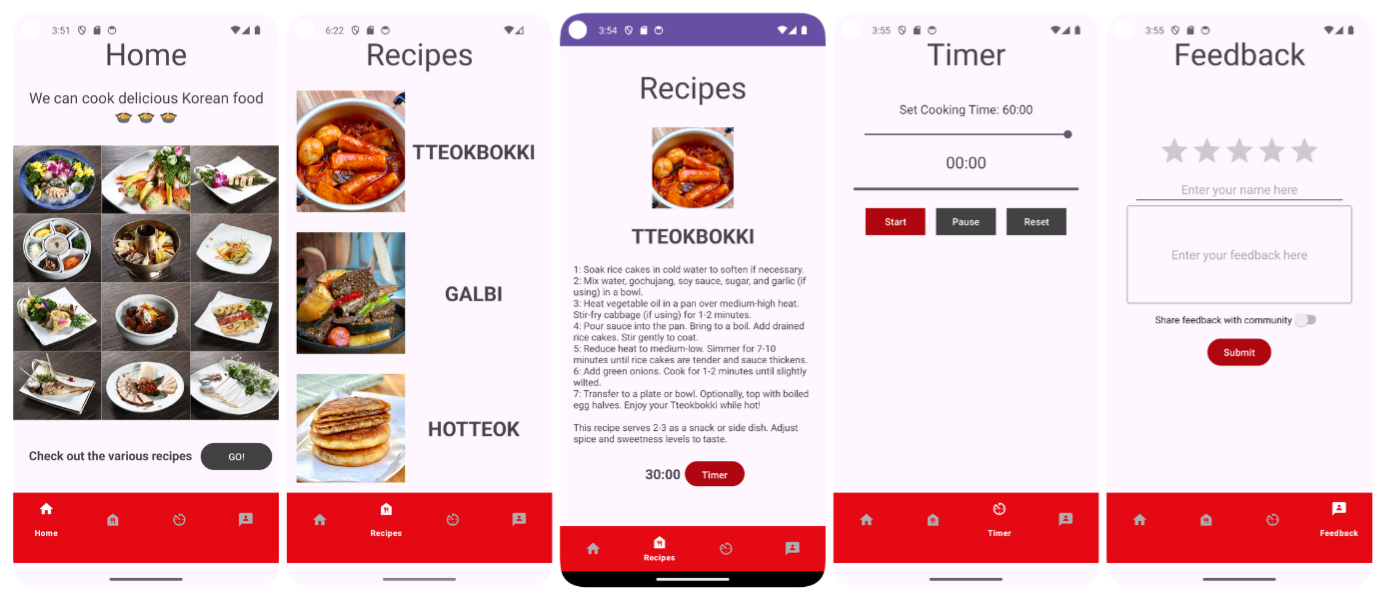 3:51
Home
We can cook delicious Korean food
🍲 🍲 🍲
Check out the various recipes
GO!
Home
6:22
Recipes
TTEOKBOKKI
GALBI
HOTTEOK
Recipes
3:54
Recipes
TTEOKBOKKI
1: Soak rice cakes in cold water to soften if necessary.
2: Mix water, gochujang, soy sauce, sugar, and garlic (if
using) in a bowl.
3: Heat vegetable oil in a pan over medium-high heat.
Stir-fry cabbage (if using) for 1-2 minutes.
4: Pour sauce into the pan. Bring to a boil. Add drained
rice cakes. Stir gently to coat.
5: Reduce heat to medium-low. Simmer for 7-10
minutes until rice cakes are tender and sauce thickens.
6: Add green onions. Cook for 1-2 minutes until slightly
wilted.
7: Transfer to a plate or bowl. Optionally, top with boiled
egg halves. Enjoy your Tteokbokki while hot!
This recipe serves 2-3 as a snack or side dish. Adjust
spice and sweetness levels to taste.
30:00 Timer
Recipes
3:55
Timer
Set Cooking Time: 60:00
00:00
Start Pause Reset
Timer
3:55
Feedback
Enter your name here
Enter your feedback here
Share feedback with community
Submit
Feedback